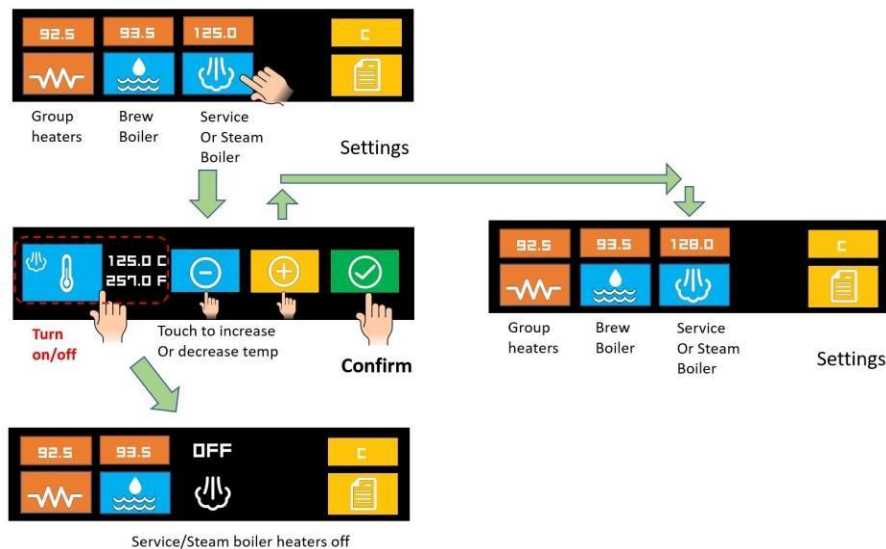 92.5 93.5 125.0 C
Group heaters
Brew Boiler
Service Or Steam Boiler
Settings
125.0 C
257.0 F
Turn on/off
Touch to increase
Or decrease temp
Confirm
92.5 93.5 128.0 C
Group heaters
Brew Boiler
Service Or Steam Boiler
Settings
92.5 93.5 OFF C
Service/Steam boiler heaters off